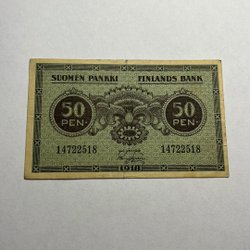 SUOMEN PANKKI FINLANDS BANK
50 PEN. 50 PEN.
14722518 14722518
1918